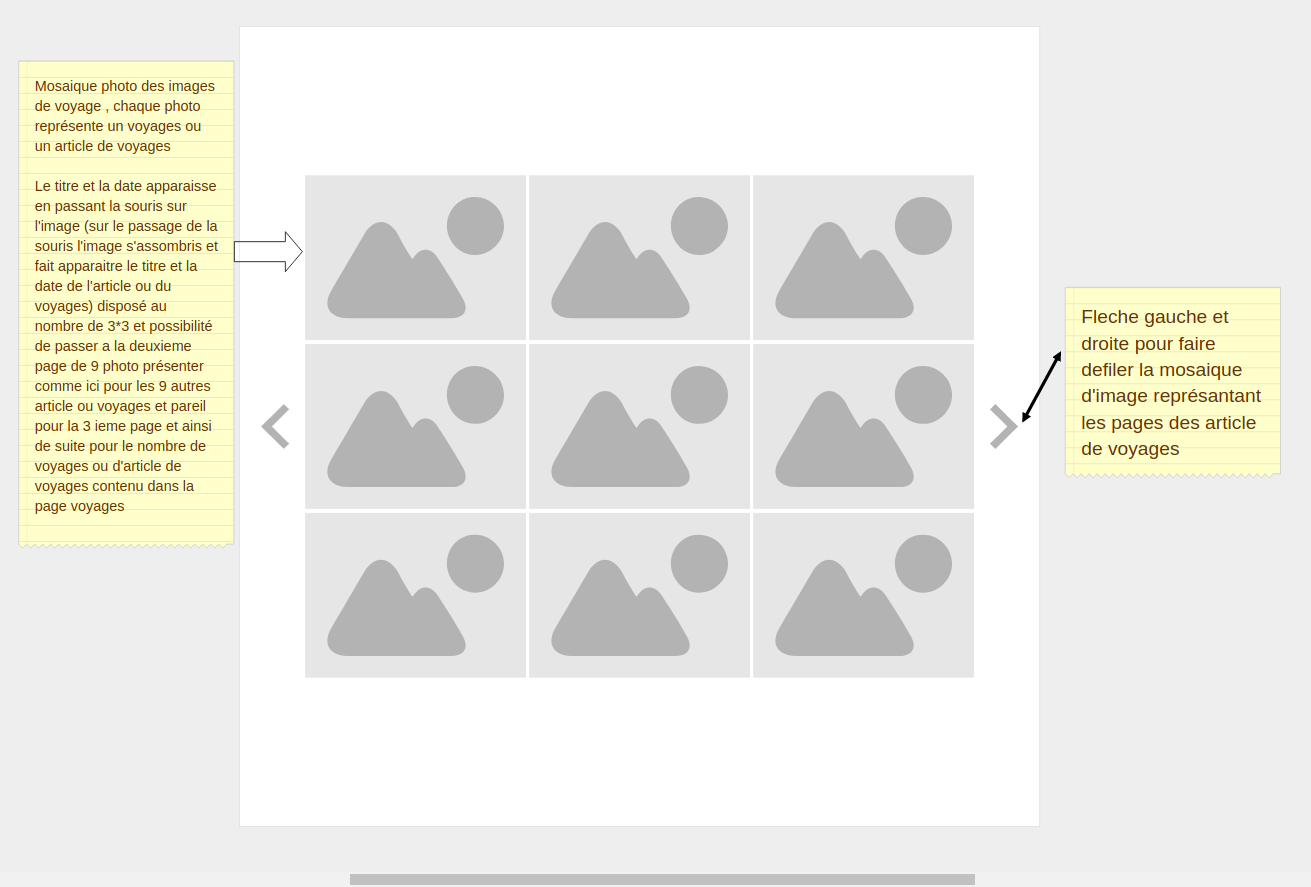 Mosaique photo des images
de voyage , chaque photo
représente un voyages ou
un article de voyages
Le titre et la date apparaisse
en passant la souris sur
l'image (sur le passage de la
souris l'image s'assombris et
fait apparaitre le titre et la
date de l'article ou du
voyages) disposé au
nombre de 3*3 et possibilité
de passer a la deuxieme
page de 9 photo présenter
comme ici pour les 9 autres
article ou voyages et pareil
pour la 3 ieme page et ainsi
de suite pour le nombre de
voyages ou d'article de
voyages contenu dans la
page voyages
Fleche gauche et
droite pour faire
defiler la mosaique
d'image représantant
les pages des article
de voyages